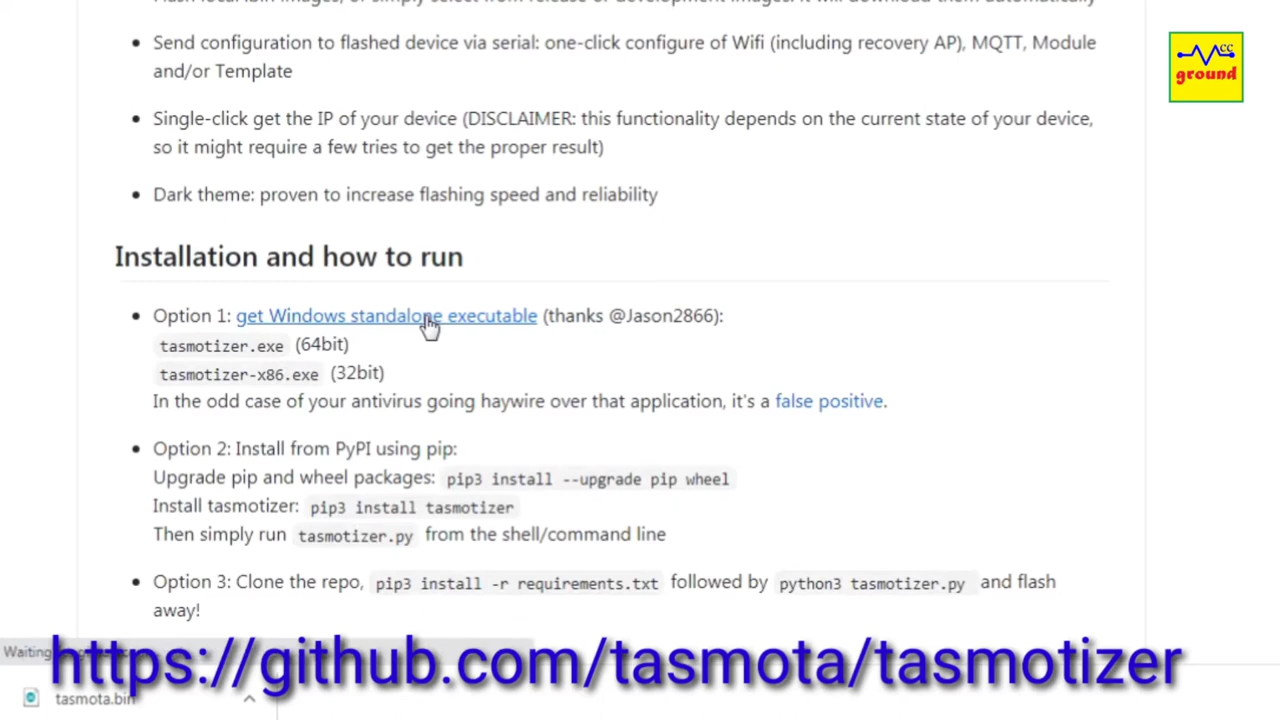 Send configuration to flashed device via serial: one-click configure of Wifi (including recovery AP), MQTT, Module
and/or Template
CC
ground
Single-click get the IP of your device (DISCLAIMER: this functionality depends on the current state of your device,
so it might require a few tries to get the proper result)
Dark theme: proven to increase flashing speed and reliability
Installation and how to run
Option 1: get Windows standalone executable (thanks @Jason2866):
tasmotizer.exe (64bit)
tasmotizer-x86.exe (32bit)
In the odd case of your antivirus going haywire over that application, it's a false positive.
Option 2: Install from PyPI using pip:
Upgrade pip and wheel packages: pip3 install --upgrade pip wheel
Install tasmotizer: pip3 install tasmotizer
Then simply run tasmotizer.py from the shell/command line
Option 3: Clone the repo, pip3 install -r requirements.txt followed by python3 tasmotizer.py and flash
away!
Waiting
https://github.com/tasmota/tasmotizer
tasmota.bin